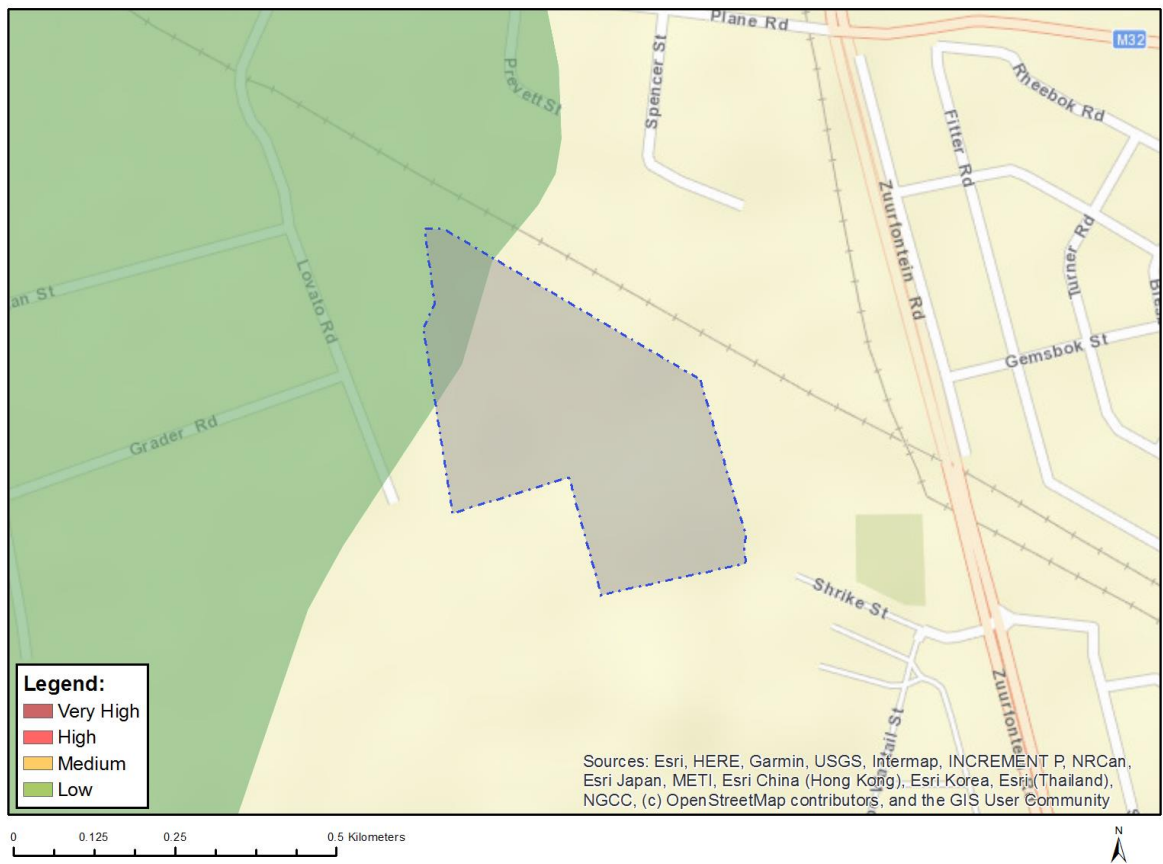 Plane Rd
M32
Spencer St
Prevett St
Rheebok Rd
Fitter Rd
Zuurfontein Rd
Turner Rd
an St
Lovato Rd
Gemsbok St
Grader Rd
Shrike St
Zuurfontein Rd
tail St
Legend:
Very High
High
Medium
Low
Sources: Esri, HERE, Garmin, USGS, Intermap, INCREMENT P, NRCan,
Esri Japan, METI, Esri China (Hong Kong), Esri Korea, Esri (Thailand),
NGCC, (c) OpenStreetMap contributors, and the GIS User Community
0 0.125 0.25 0.5 Kilometers
N